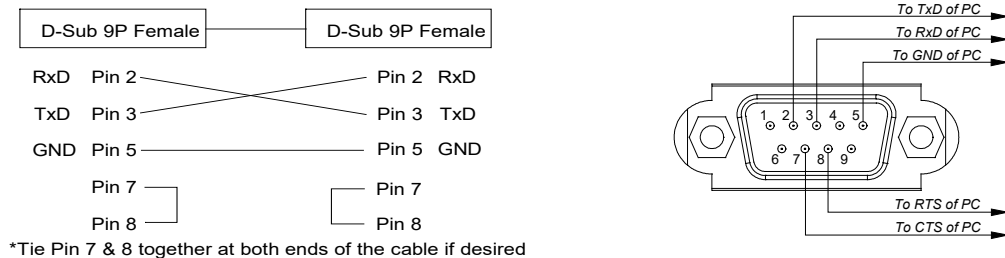 D-Sub 9P Female D-Sub 9P Female
RxD Pin 2 Pin 2 RxD
TxD Pin 3 Pin 3 TxD
GND Pin 5 Pin 5 GND
Pin 7 Pin 7
Pin 8 Pin 8
*Tie Pin 7 & 8 together at both ends of the cable if desired
To TxD of PC
To RxD of PC
To GND of PC
1 2 3 4 5
6 7 8 9
To RTS of PC
To CTS of PC